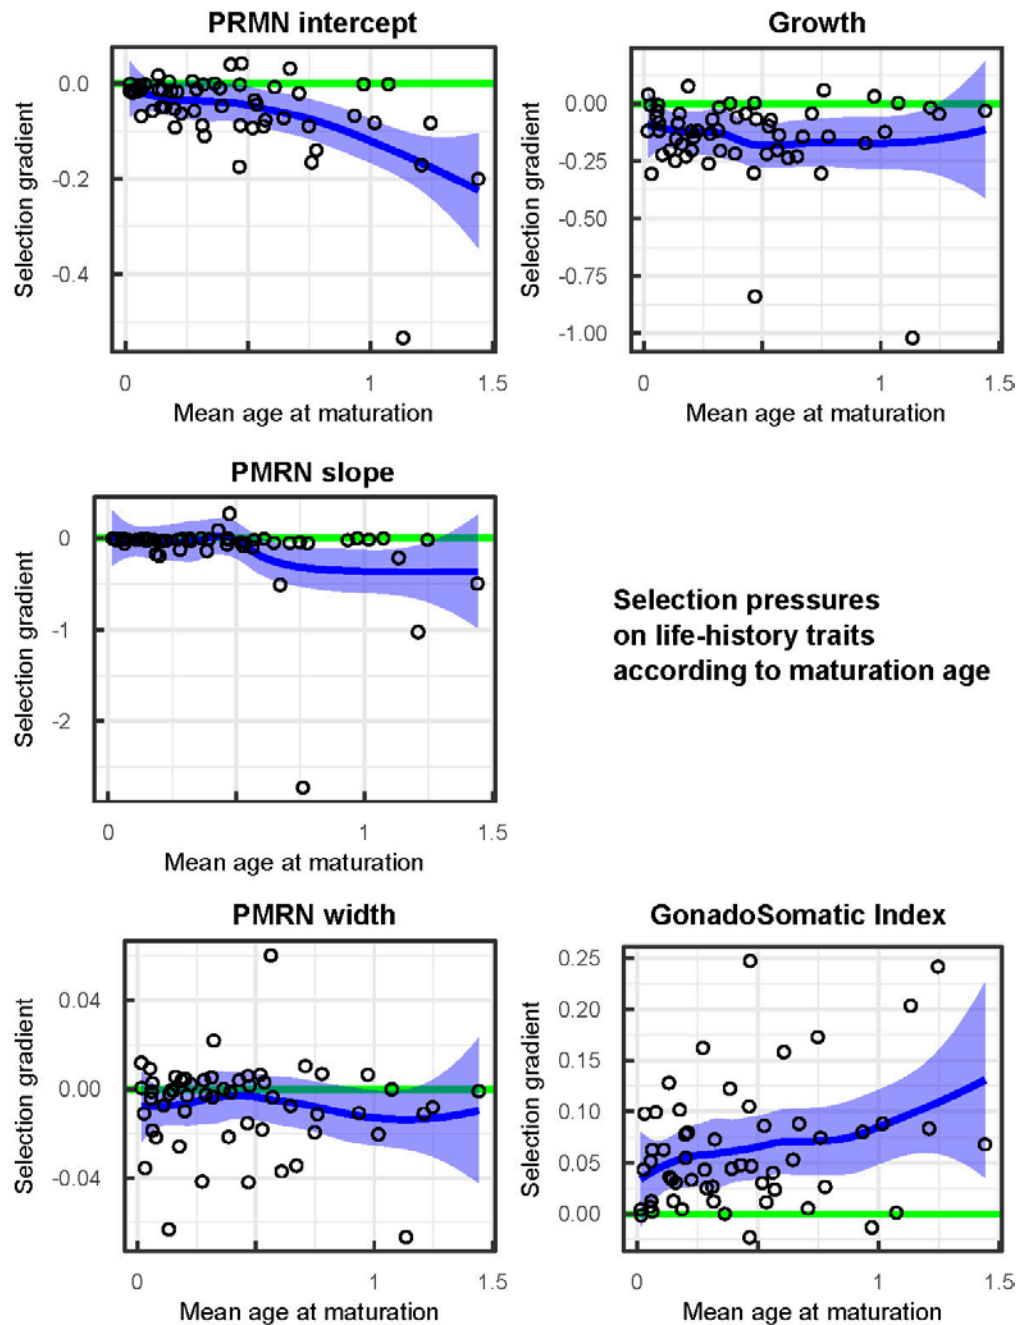 PRMN intercept
Growth
0.0
-0.2
-0.4
Selection gradient
0
1
1.5
Mean age at maturation
0.00
-0.25
-0.50
-0.75
-1.00
Selection gradient
0
1
1.5
Mean age at maturation
PMRN slope
0
-1
-2
Selection gradient
0
1
1.5
Mean age at maturation
Selection pressures
on life-history traits
according to maturation age
PMRN width
GonadoSomatic Index
0.04
0.00
-0.04
Selection gradient
0
1
1.5
Mean age at maturation
0.25
0.20
0.15
0.10
0.05
0.00
Selection gradient
0
1
1.5
Mean age at maturation